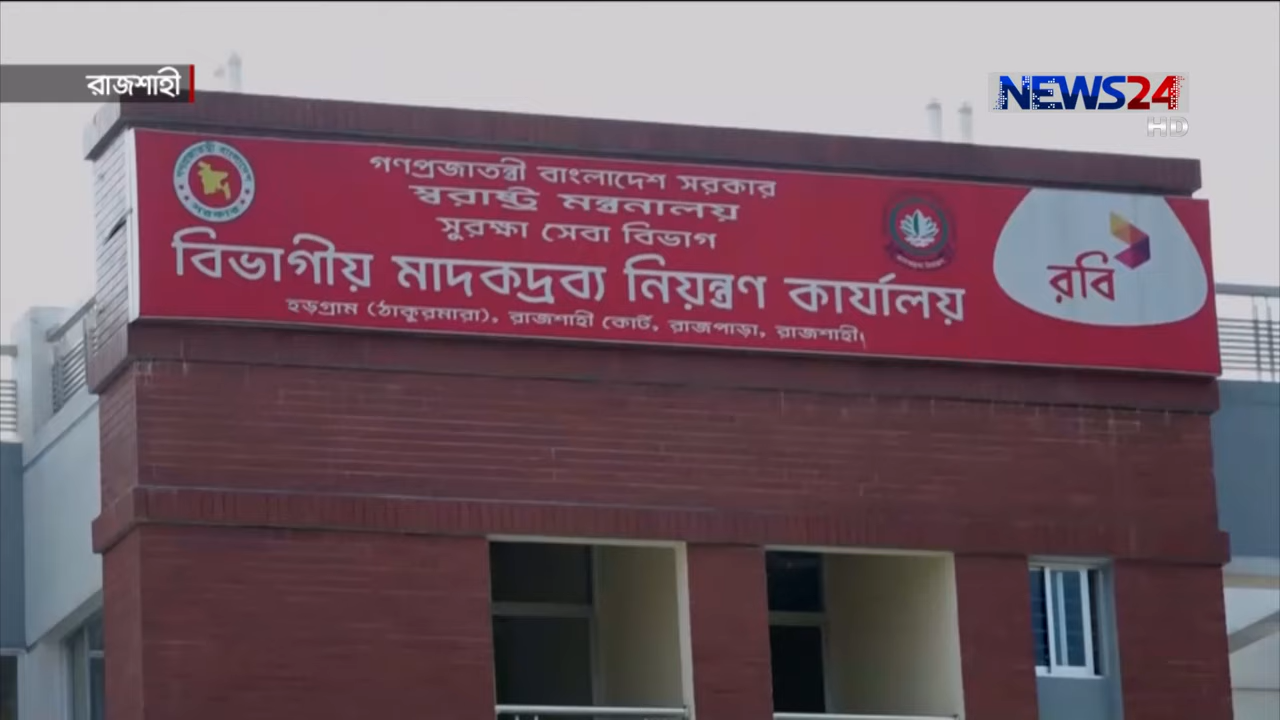 রাজশাহী
NEWS24
HD
গণপ্রজাতন্ত্রী বাংলাদেশ সরকার
স্বরাষ্ট্র মন্ত্রনালয়
সুরক্ষা সেবা বিভাগ
বিভাগীয় মাদকদ্রব্য নিয়ন্ত্রণ কার্যালয়
হড়গ্রাম (ঠাকুরমারা), রাজশাহী কোর্ট, রাজপাড়া, রাজশাহী।
রবি